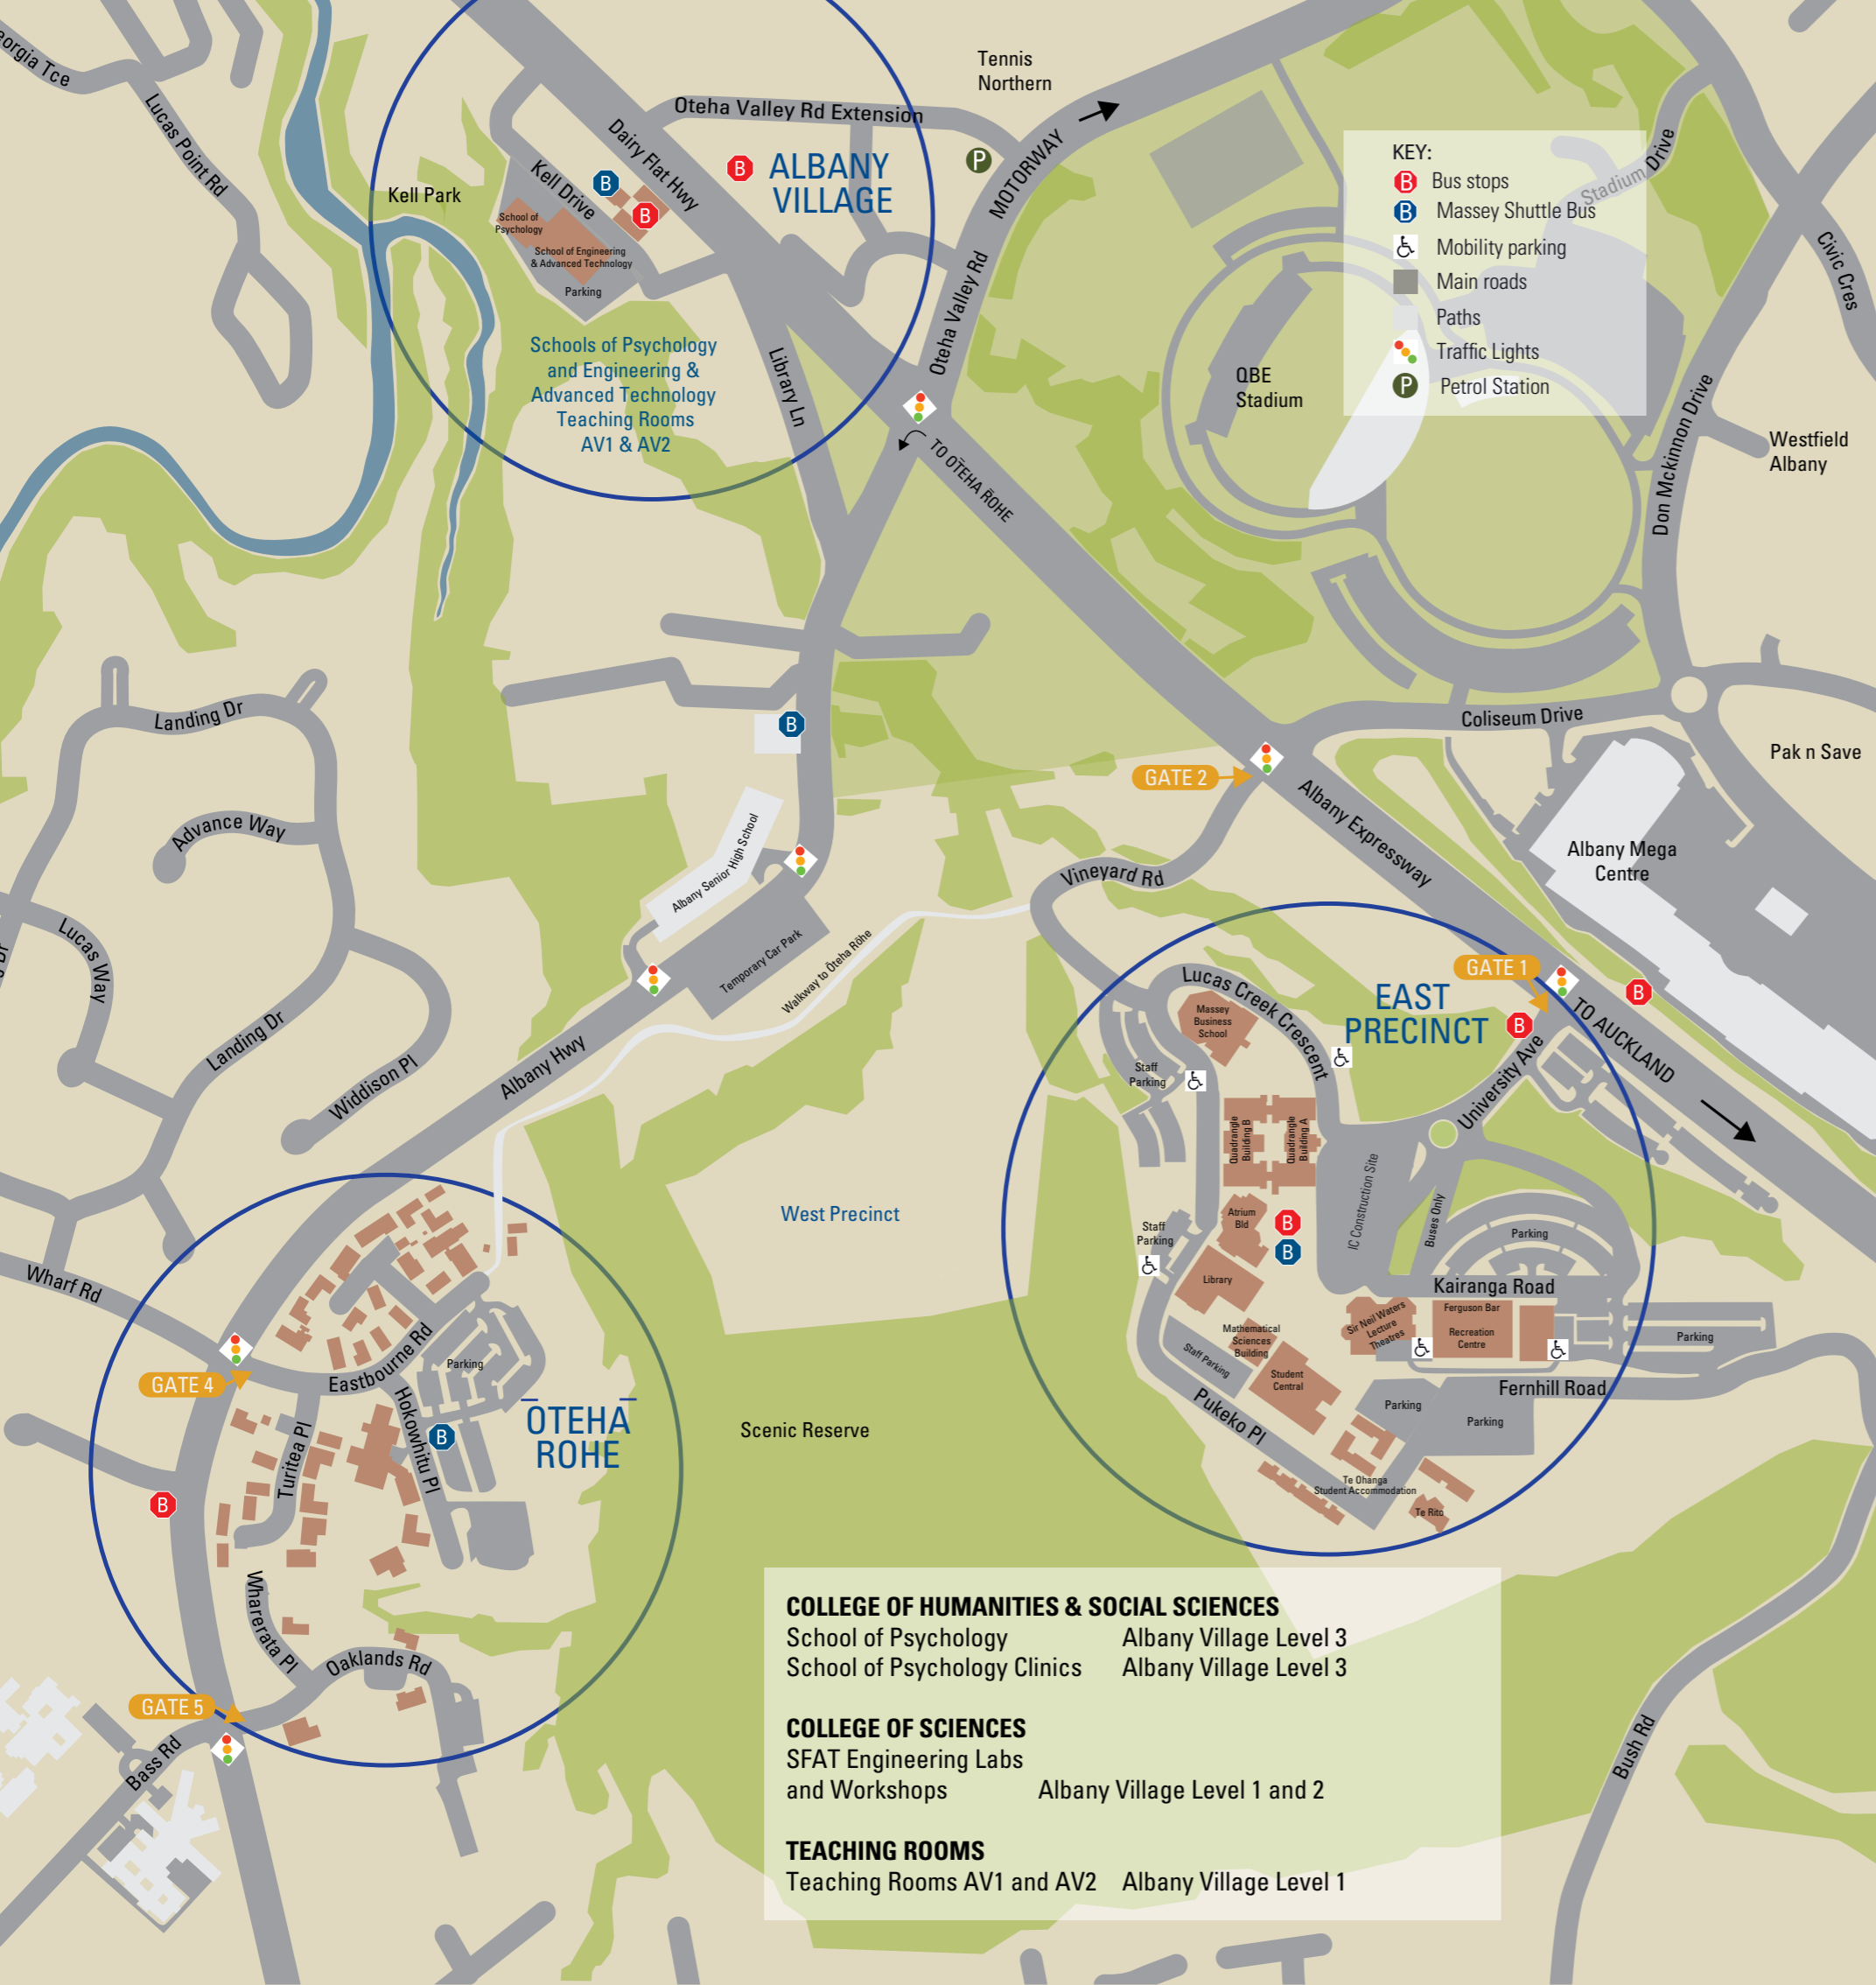 eorgia Tce
Lucas Point Rd
Kell Park
Tennis
Northern
Oteha Valley Rd Extension
Dairy Flat Hwy
MOTORWAY
P
B
ALBANY
VILLAGE
B
B
Kell Drive
School of
Psychology
School of Engineering
& Advanced Technology
Parking
Schools of Psychology
and Engineering &
Advanced Technology
Teaching Rooms
AV1 & AV2
Library Ln
Oteha Valley Rd
TO ŌTEHA ROHE
KEY:
B Bus stops
B Massey Shuttle Bus
Mobility parking
Main roads
Paths
Traffic Lights
P Petrol Station
Stadium Drive
Civic Cres
QBE
Stadium
Don Mckinnon Drive
Westfield
Albany
Coliseum Drive
Pak n Save
Landing Dr
Advance Way
Lucas Way
Dr
Landing Dr
Widdison Pl
B
Albany Senior High School
Temporary Car Park
Walkway to Ōteha Rōhe
Albany Hwy
GATE 2
Vineyard Rd
Albany Expressway
Albany Mega
Centre
GATE 1
B
B
TO AUCKLAND
EAST
PRECINCT
Lucas Creek Crescent
Massey
Business
School
Staff
Parking
University Ave
Quadrangle
Building B
Quadrangle
Building A
IC Construction Site
Buses Only
Atrium
Bld
B
B
Staff
Parking
Library
Parking
Kairanga Road
Sir Neil Waters
Lecture
Theatres
Ferguson Bar
Recreation
Centre
Parking
Mathematical
Sciences
Building
Staff Parking
Student
Central
Fernhill Road
Parking
Parking
Pukeko Pl
Te Ohanga
Student Accommodation
Te Rito
West Precinct
Scenic Reserve
Wharf Rd
GATE 4
Eastbourne Rd
Parking
Hokowhitu Pl
B
ŌTEHA
ROHE
Turitea Pl
B
Wharerata Pl
Oaklands Rd
GATE 5
Bass Rd
Bush Rd
COLLEGE OF HUMANITIES & SOCIAL SCIENCES
School of Psychology Albany Village Level 3
School of Psychology Clinics Albany Village Level 3
COLLEGE OF SCIENCES
SFAT Engineering Labs
and Workshops Albany Village Level 1 and 2
TEACHING ROOMS
Teaching Rooms AV1 and AV2 Albany Village Level 1